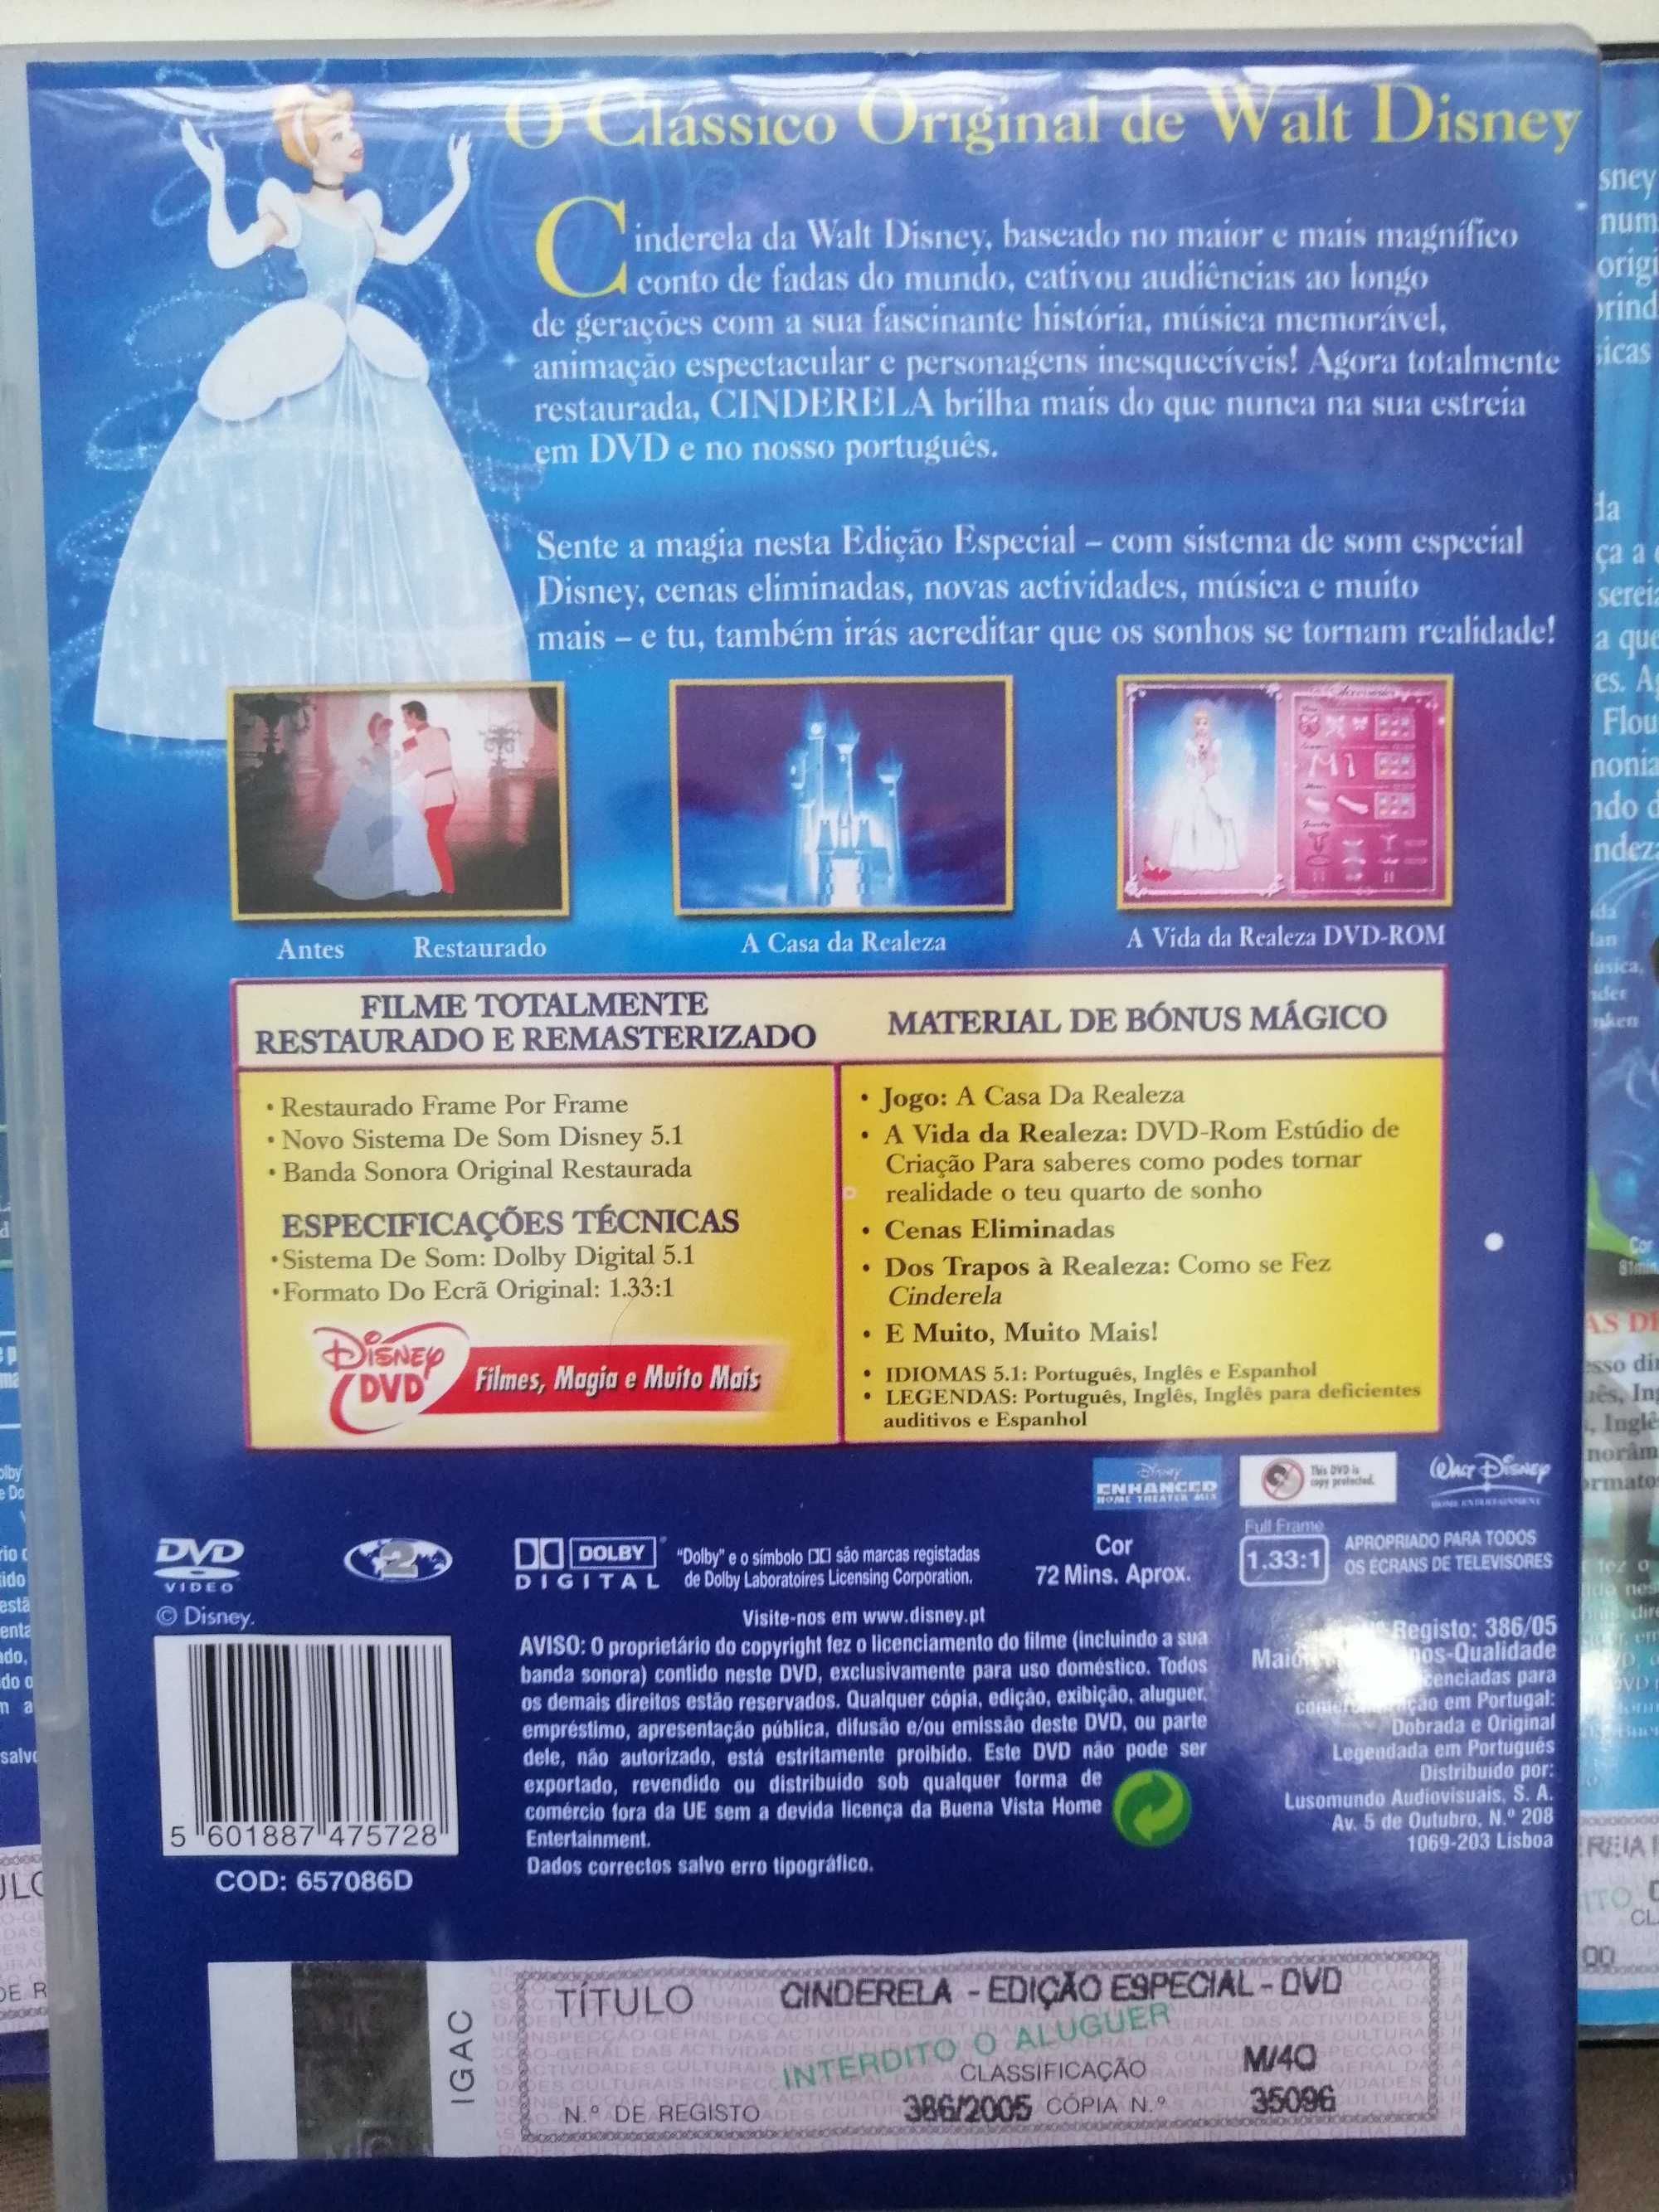 O Clássico Original de Walt Disney
Cinderela da Walt Disney, baseado no maior e mais magnífico
conto de fadas do mundo, cativou audiências ao longo
de gerações com a sua fascinante história, música memorável,
animação espectacular e personagens inesquecíveis! Agora totalmente
restaurada, CINDERELA brilha mais do que nunca na sua estreia
em DVD e no nosso português.
Sente a magia nesta Edição Especial – com sistema de som especial
Disney, cenas eliminadas, novas actividades, música e muito
mais – e tu, também irás acreditar que os sonhos se tornam realidade!
Antes Restaurado
A Casa da Realeza
A Vida da Realeza DVD-ROM
FILME TOTALMENTE
RESTAURADO E REMASTERIZADO
• Restaurado Frame Por Frame
• Novo Sistema De Som Disney 5.1
• Banda Sonora Original Restaurada
ESPECIFICAÇÕES TÉCNICAS
• Sistema De Som: Dolby Digital 5.1
• Formato Do Ecrã Original: 1.33:1
DISNEY
DVD
Filmes, Magia e Muito Mais
MATERIAL DE BÓNUS MÁGICO
• Jogo: A Casa Da Realeza
• A Vida da Realeza: DVD-Rom Estúdio de
Criação Para saberes como podes tornar
realidade o teu quarto de sonho
• Cenas Eliminadas
• Dos Trapos à Realeza: Como se Fez
Cinderela
• E Muito, Muito Mais!
• IDIOMAS 5.1: Português, Inglês e Espanhol
• LEGENDAS: Português, Inglês, Inglês para deficientes
auditivos e Espanhol
Disney
ENHANCED
HOME THEATER MIX
This DVD is
copy protected.
Walt Disney
HOME ENTERTAINMENT
DVD
VIDEO
2
DOLBY
DIGITAL
"Dolby" e o símbolo são marcas registadas
de Dolby Laboratoires Licensing Corporation.
Cor
72 Mins. Aprox.
Full Frame
1.33:1
APROPRIADO PARA TODOS
OS ECRANS DE TELEVISORES
© Disney.
Visite-nos em www.disney.pt
AVISO: O proprietário do copyright fez o licenciamento do filme (incluindo a sua
banda sonora) contido neste DVD, exclusivamente para uso doméstico. Todos
os demais direitos estão reservados. Qualquer cópia, edição, exibição, aluguer,
empréstimo, apresentação pública, difusão e/ou emissão deste DVD, ou parte
dele, não autorizado, está estritamente proibido. Este DVD não pode ser
exportado, revendido ou distribuido sob qualquer forma de
comércio fora da UE sem a devida licença da Buena Vista Home
Entertainment.
Dados correctos salvo erro tipográfico.
Registo: 386/05
Qualidade
para
em Portugal:
Dobrada e Original
Legendada em Português
Distribuido por:
Lusomundo Audiovisuais, S. A.
Av. 5 de Outubro, N.º 208
1069-203 Lisboa
5 601887 475728
COD: 657086D
IGAC
TÍTULO CINDERELA - EDIÇÃO ESPECIAL - DVD
INTERDITO O ALUGUER
CLASSIFICAÇÃO M/4Q
N.º DE REGISTO 386/2005 CÓPIA N.º 35096